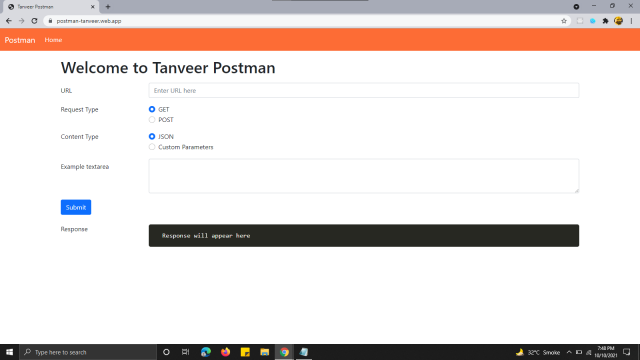 Tanveer Postman
postman-tanveer.web.app
Postman Home
Welcome to Tanveer Postman
URL Enter URL here
Request Type GET
POST
Content Type JSON
Custom Parameters
Example textarea
Submit
Response Response will appear here
Type here to search
32°C Smoke
7:48 PM
10/10/2021